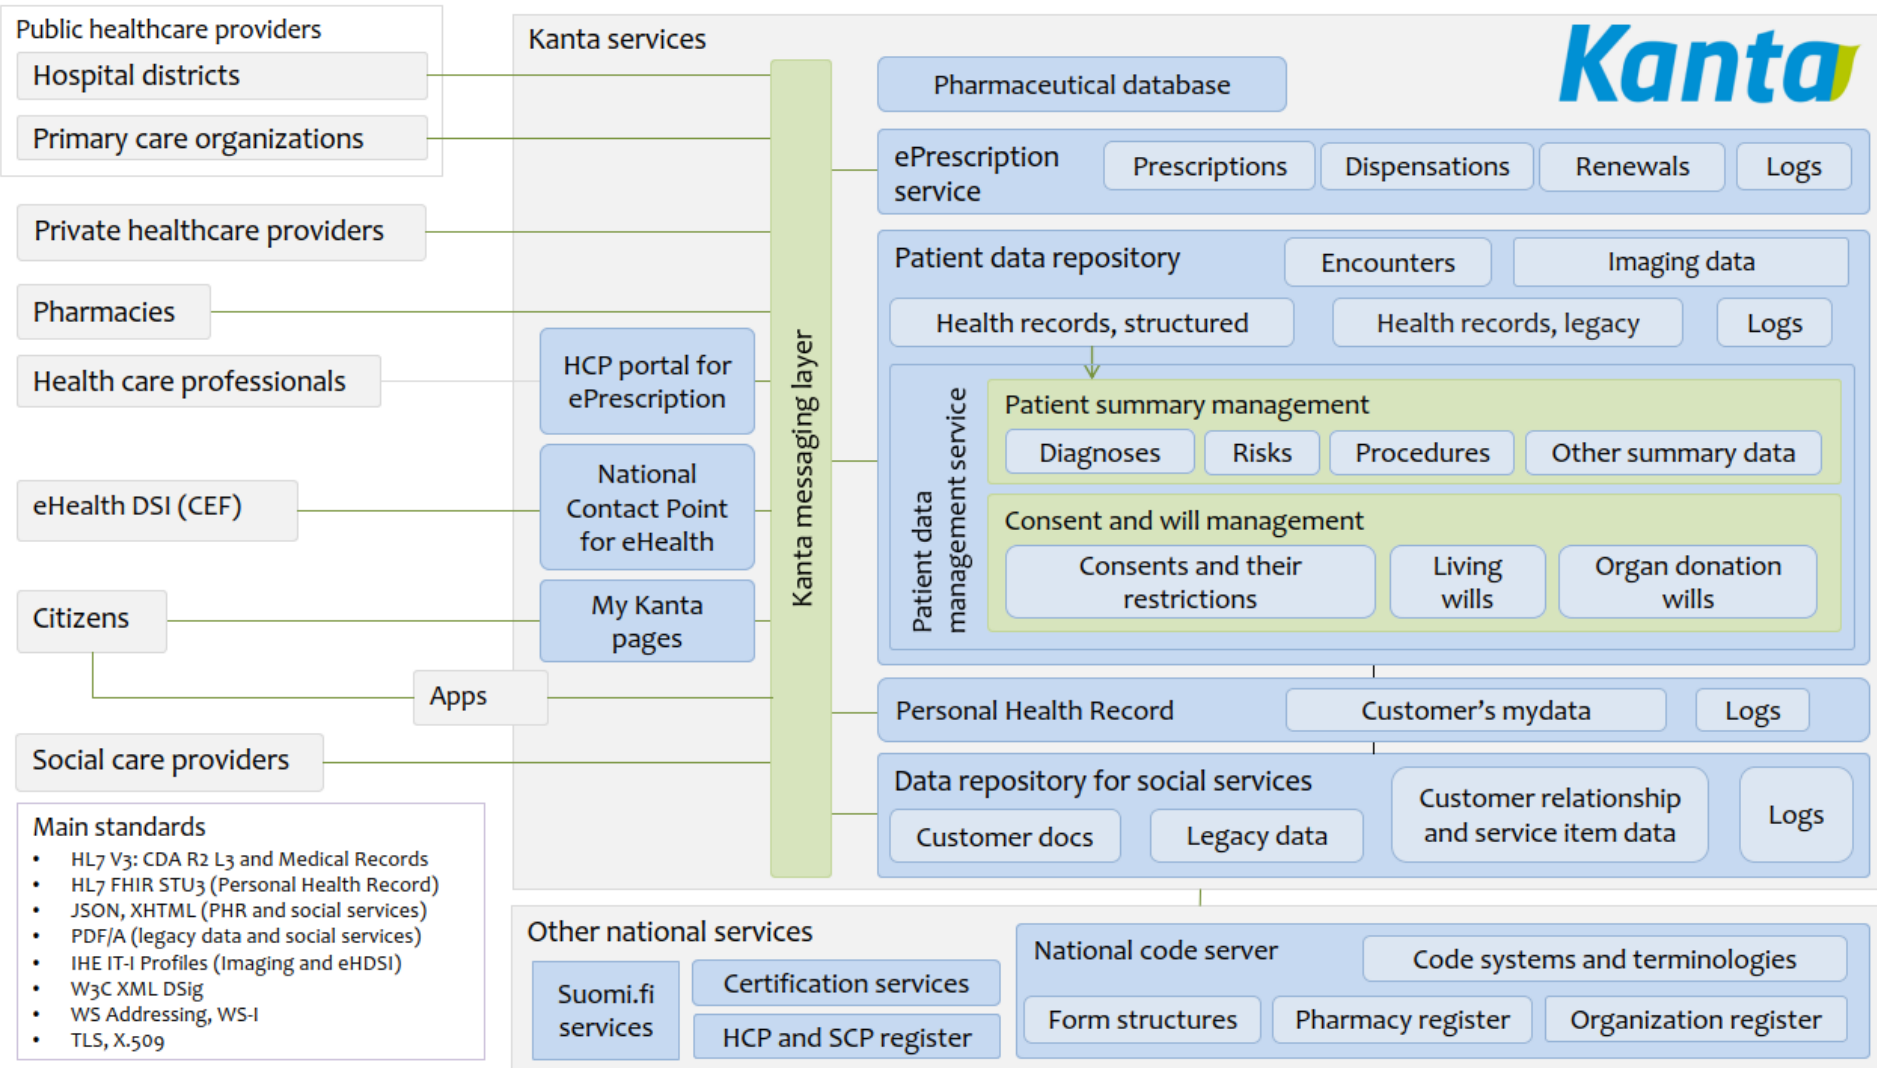 Public healthcare providers
Hospital districts
Primary care organizations
Private healthcare providers
Pharmacies
Health care professionals
eHealth DSI (CEF)
Citizens
Apps
Social care providers
Main standards
• HL7 V3: CDA R2 L3 and Medical Records
• HL7 FHIR STU3 (Personal Health Record)
• JSON, XHTML (PHR and social services)
• PDF/A (legacy data and social services)
• IHE IT-I Profiles (Imaging and eHDSI)
• W3C XML DSig
• WS Addressing, WS-I
• TLS, X.509
Kanta services
Kanta
HCP portal for
ePrescription
National
Contact Point
for eHealth
My Kanta
pages
Kanta messaging layer
Pharmaceutical database
ePrescription
service
Prescriptions
Dispensations
Renewals
Logs
Patient data repository
Encounters
Imaging data
Health records, structured
Health records, legacy
Logs
Patient data
management service
Patient summary management
Diagnoses
Risks
Procedures
Other summary data
Consent and will management
Consents and their
restrictions
Living
wills
Organ donation
wills
Personal Health Record
Customer's mydata
Logs
Data repository for social services
Customer docs
Legacy data
Customer relationship
and service item data
Logs
Other national services
Suomi.fi
services
Certification services
HCP and SCP register
National code server
Code systems and terminologies
Form structures
Pharmacy register
Organization register